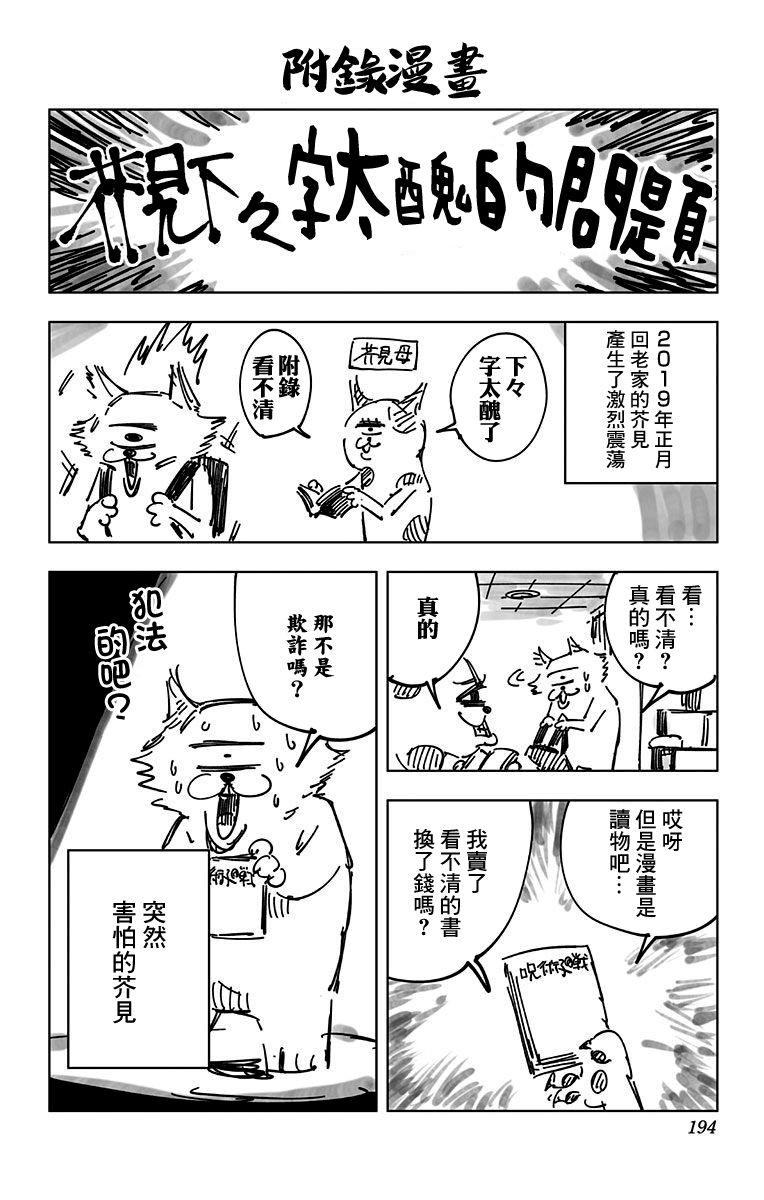 附錄漫畫
芥見下々字太醜的問題
2019年正月
回老家的芥見
產生了激烈震蕩
下々
字太醜了
芥見母
附錄
看不清
看…
看不清？
真的嗎？
真的
哎呀
但是漫畫是
讀物吧…
我賣了
看不清的書
換了錢嗎？
呪術廻戦
那不是
欺詐嗎？
犯法
的吧？
突然
害怕的芥見
194